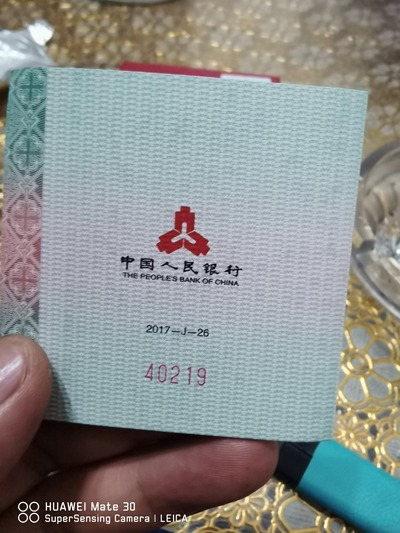 中国人民银行
THE PEOPLE'S BANK OF CHINA
2017-J-26
40219
HUAWEI Mate 30
SuperSensing Camera | LEICA